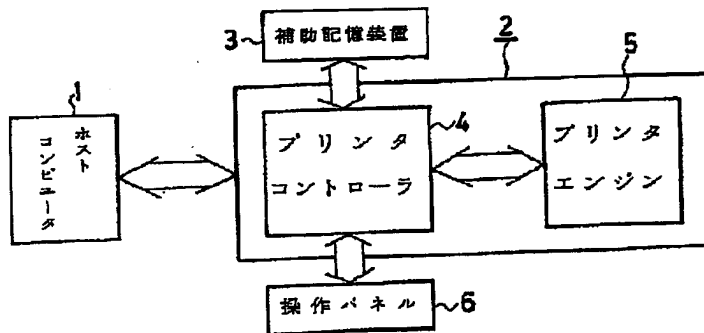 3
補助記憶装置
2
5
1
ホスト
コンピュータ
プリンタ
コントローラ
4
プリンタ
エンジン
操作パネル
6